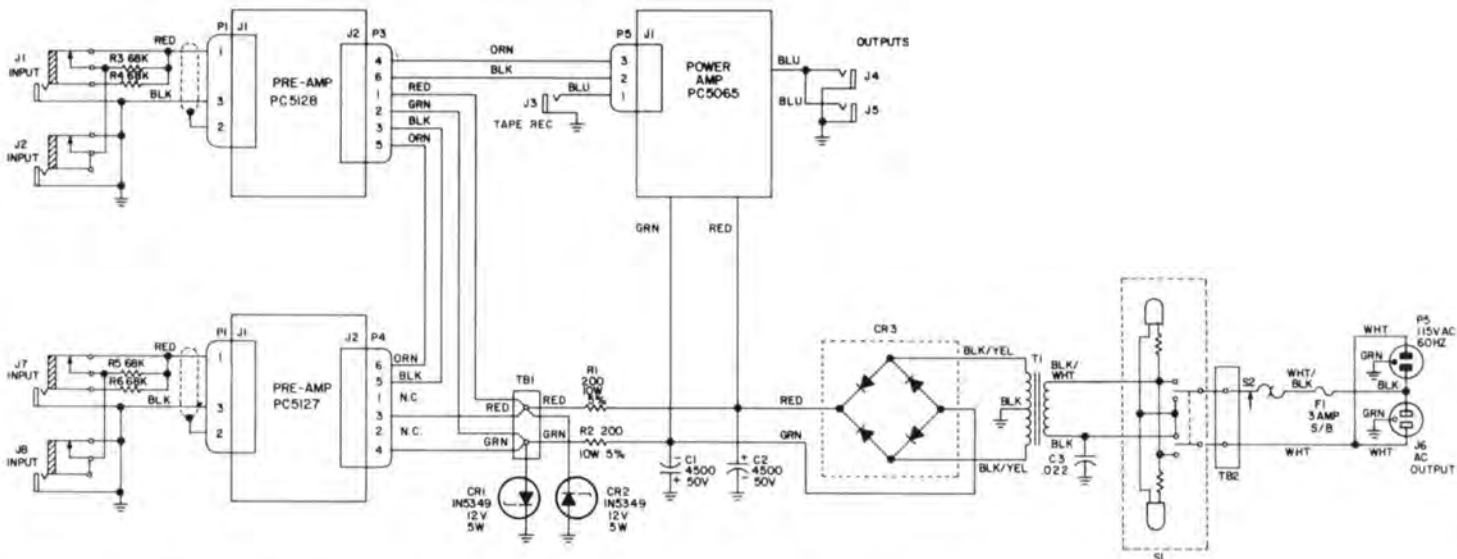 P1
J1
RED
1
J1
INPUT
R3 68K
R4 68K
BLK
3
2
J2
INPUT
PRE-AMP
PC5128
J2
P3
4
6
1
2
3
5
ORN
BLK
RED
GRN
BLK
ORN
P5
J1
3
2
1
BLU
J3
TAPE REC
POWER
AMP
PC5065
OUTPUTS
BLU
J4
BLU
J5
GRN
RED
P1
J1
RED
1
J7
INPUT
R5 68K
R6 68K
BLK
3
2
J8
INPUT
PRE-AMP
PC5127
J2
P4
6
5
1
3
2
4
ORN
BLK
N.C.
N.C.
RED
GRN
TB1
RED
GRN
R1
200
10W
5%
R2 200
10W 5%
CR1
IN5349
12V
5W
CR2
IN5349
12V
5W
C1
4500
50V
C2
4500
50V
RED
GRN
CR3
BLK/YEL
BLK
BLK/YEL
T1
BLK/
WHT
BLK
C3
.022
S1
TB2
S2
WHT/
BLK
F1
3 AMP
S/B
WHT
WHT
GRN
BLK
GRN
WHT
P5
115VAC
60HZ
J6
AC
OUTPUT